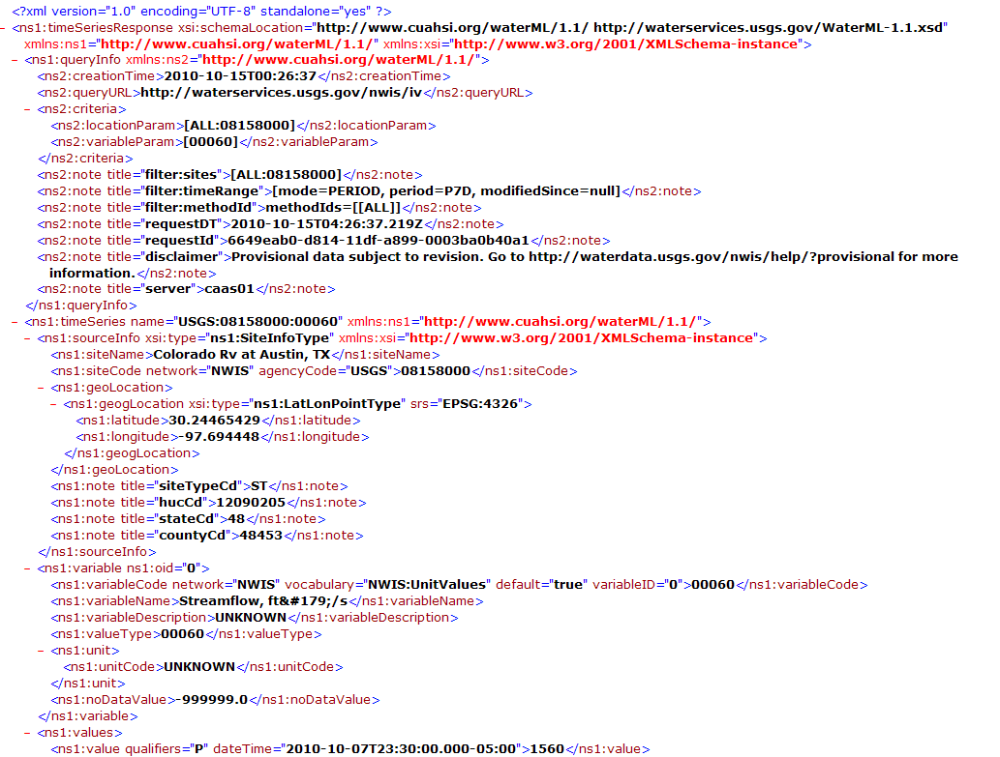 <?xml version="1.0" encoding="UTF-8" standalone="yes" ?>
- <ns1:timeSeriesResponse xsi:schemaLocation="http://www.cuahsi.org/waterML/1.1/ http://waterservices.usgs.gov/WaterML-1.1.xsd"
xmlns:ns1="http://www.cuahsi.org/waterML/1.1/" xmlns:xsi="http://www.w3.org/2001/XMLSchema-instance">
- <ns1:queryInfo xmlns:ns2="http://www.cuahsi.org/waterML/1.1/">
<ns2:creationTime>2010-10-15T00:26:37</ns2:creationTime>
<ns2:queryURL>http://waterservices.usgs.gov/nwis/iv</ns2:queryURL>
- <ns2:criteria>
<ns2:locationParam>[ALL:08158000]</ns2:locationParam>
<ns2:variableParam>[00060]</ns2:variableParam>
</ns2:criteria>
<ns2:note title="filter:sites">[ALL:08158000]</ns2:note>
<ns2:note title="filter:timeRange">[mode=PERIOD, period=P7D, modifiedSince=null]</ns2:note>
<ns2:note title="filter:methodId">methodIds=[[ALL]]</ns2:note>
<ns2:note title="requestDT">2010-10-15T04:26:37.219Z</ns2:note>
<ns2:note title="requestId">6649eab0-d814-11df-a899-0003ba0b40a1</ns2:note>
<ns2:note title="disclaimer">Provisional data subject to revision. Go to http://waterdata.usgs.gov/nwis/help/?provisional for more
information.</ns2:note>
<ns2:note title="server">caas01</ns2:note>
</ns1:queryInfo>
- <ns1:timeSeries name="USGS:08158000:00060" xmlns:ns1="http://www.cuahsi.org/waterML/1.1/">
- <ns1:sourceInfo xsi:type="ns1:SiteInfoType" xmlns:xsi="http://www.w3.org/2001/XMLSchema-instance">
<ns1:siteName>Colorado Rv at Austin, TX</ns1:siteName>
<ns1:siteCode network="NWIS" agencyCode="USGS">08158000</ns1:siteCode>
- <ns1:geoLocation>
- <ns1:geogLocation xsi:type="ns1:LatLonPointType" srs="EPSG:4326">
<ns1:latitude>30.24465429</ns1:latitude>
<ns1:longitude>-97.694448</ns1:longitude>
</ns1:geogLocation>
</ns1:geoLocation>
<ns1:note title="siteTypeCd">ST</ns1:note>
<ns1:note title="hucCd">12090205</ns1:note>
<ns1:note title="stateCd">48</ns1:note>
<ns1:note title="countyCd">48453</ns1:note>
</ns1:sourceInfo>
- <ns1:variable ns1:oid="0">
<ns1:variableCode network="NWIS" vocabulary="NWIS:UnitValues" default="true" variableID="0">00060</ns1:variableCode>
<ns1:variableName>Streamflow, ft&#179;/s</ns1:variableName>
<ns1:variableDescription>UNKNOWN</ns1:variableDescription>
<ns1:valueType>00060</ns1:valueType>
- <ns1:unit>
<ns1:unitCode>UNKNOWN</ns1:unitCode>
</ns1:unit>
<ns1:noDataValue>-999999.0</ns1:noDataValue>
</ns1:variable>
- <ns1:values>
<ns1:value qualifiers="P" dateTime="2010-10-07T23:30:00.000-05:00">1560</ns1:value>